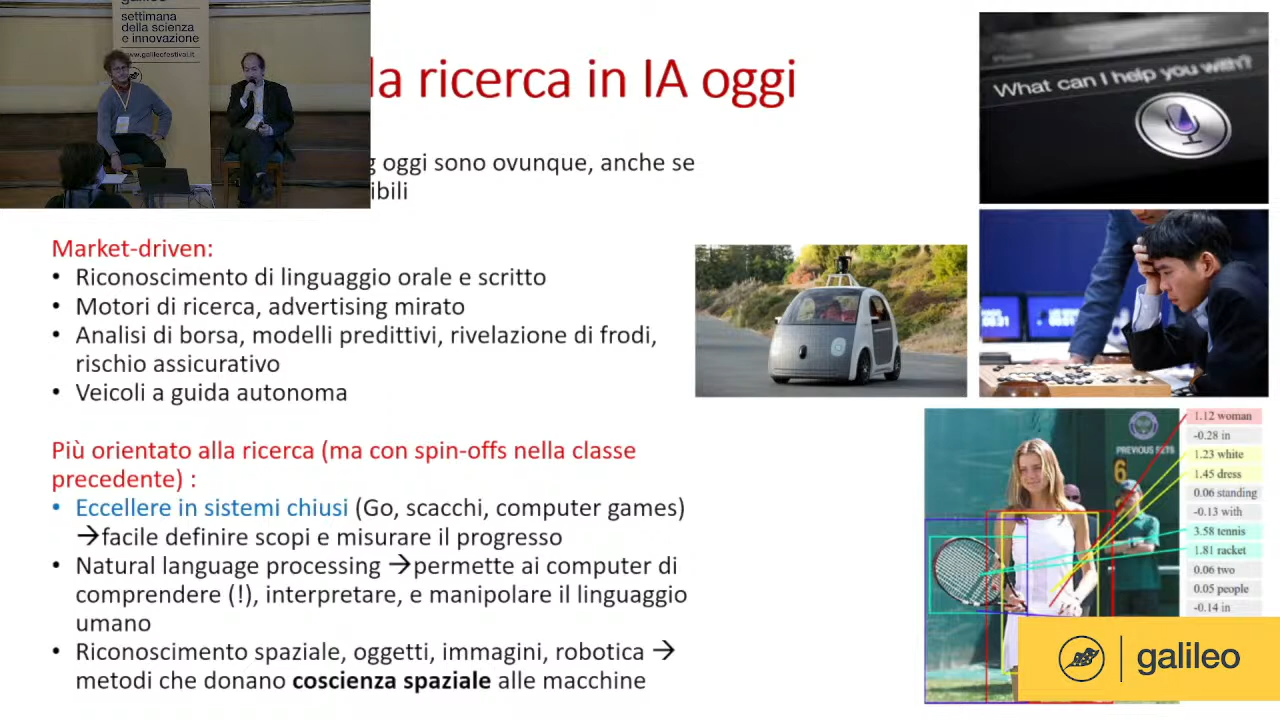 settimana
della scienza
e innovazione
www.galileofestival.it
la ricerca in IA oggi
oggi sono ovunque, anche se
ibili
Market-driven:
• Riconoscimento di linguaggio orale e scritto
• Motori di ricerca, advertising mirato
• Analisi di borsa, modelli predittivi, rivelazione di frodi,
rischio assicurativo
• Veicoli a guida autonoma
Più orientato alla ricerca (ma con spin-offs nella classe
precedente) :
• Eccellere in sistemi chiusi (Go, scacchi, computer games)
→facile definire scopi e misurare il progresso
• Natural language processing →permette ai computer di
comprendere (!), interpretare, e manipolare il linguaggio
umano
• Riconoscimento spaziale, oggetti, immagini, robotica →
metodi che donano coscienza spaziale alle macchine
What can I help you with?
PREVIOUS SETS
6
1.12 woman
-0.28 in
1.23 white
1.45 dress
0.06 standing
-0.13 with
3.58 tennis
1.81 racket
0.06 two
0.05 people
-0.14 in
galileo